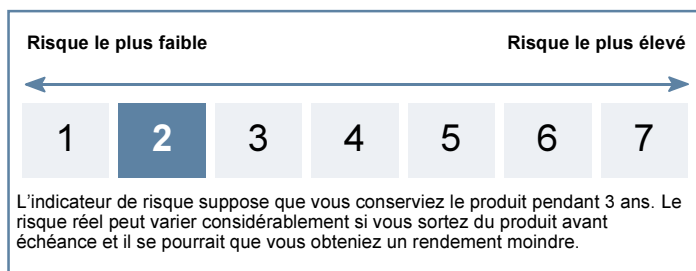 Risque le plus faible Risque le plus élevé
1 2 3 4 5 6 7
L'indicateur de risque suppose que vous conserviez le produit pendant 3 ans. Le
risque réel peut varier considérablement si vous sortez du produit avant
échéance et il se pourrait que vous obteniez un rendement moindre.